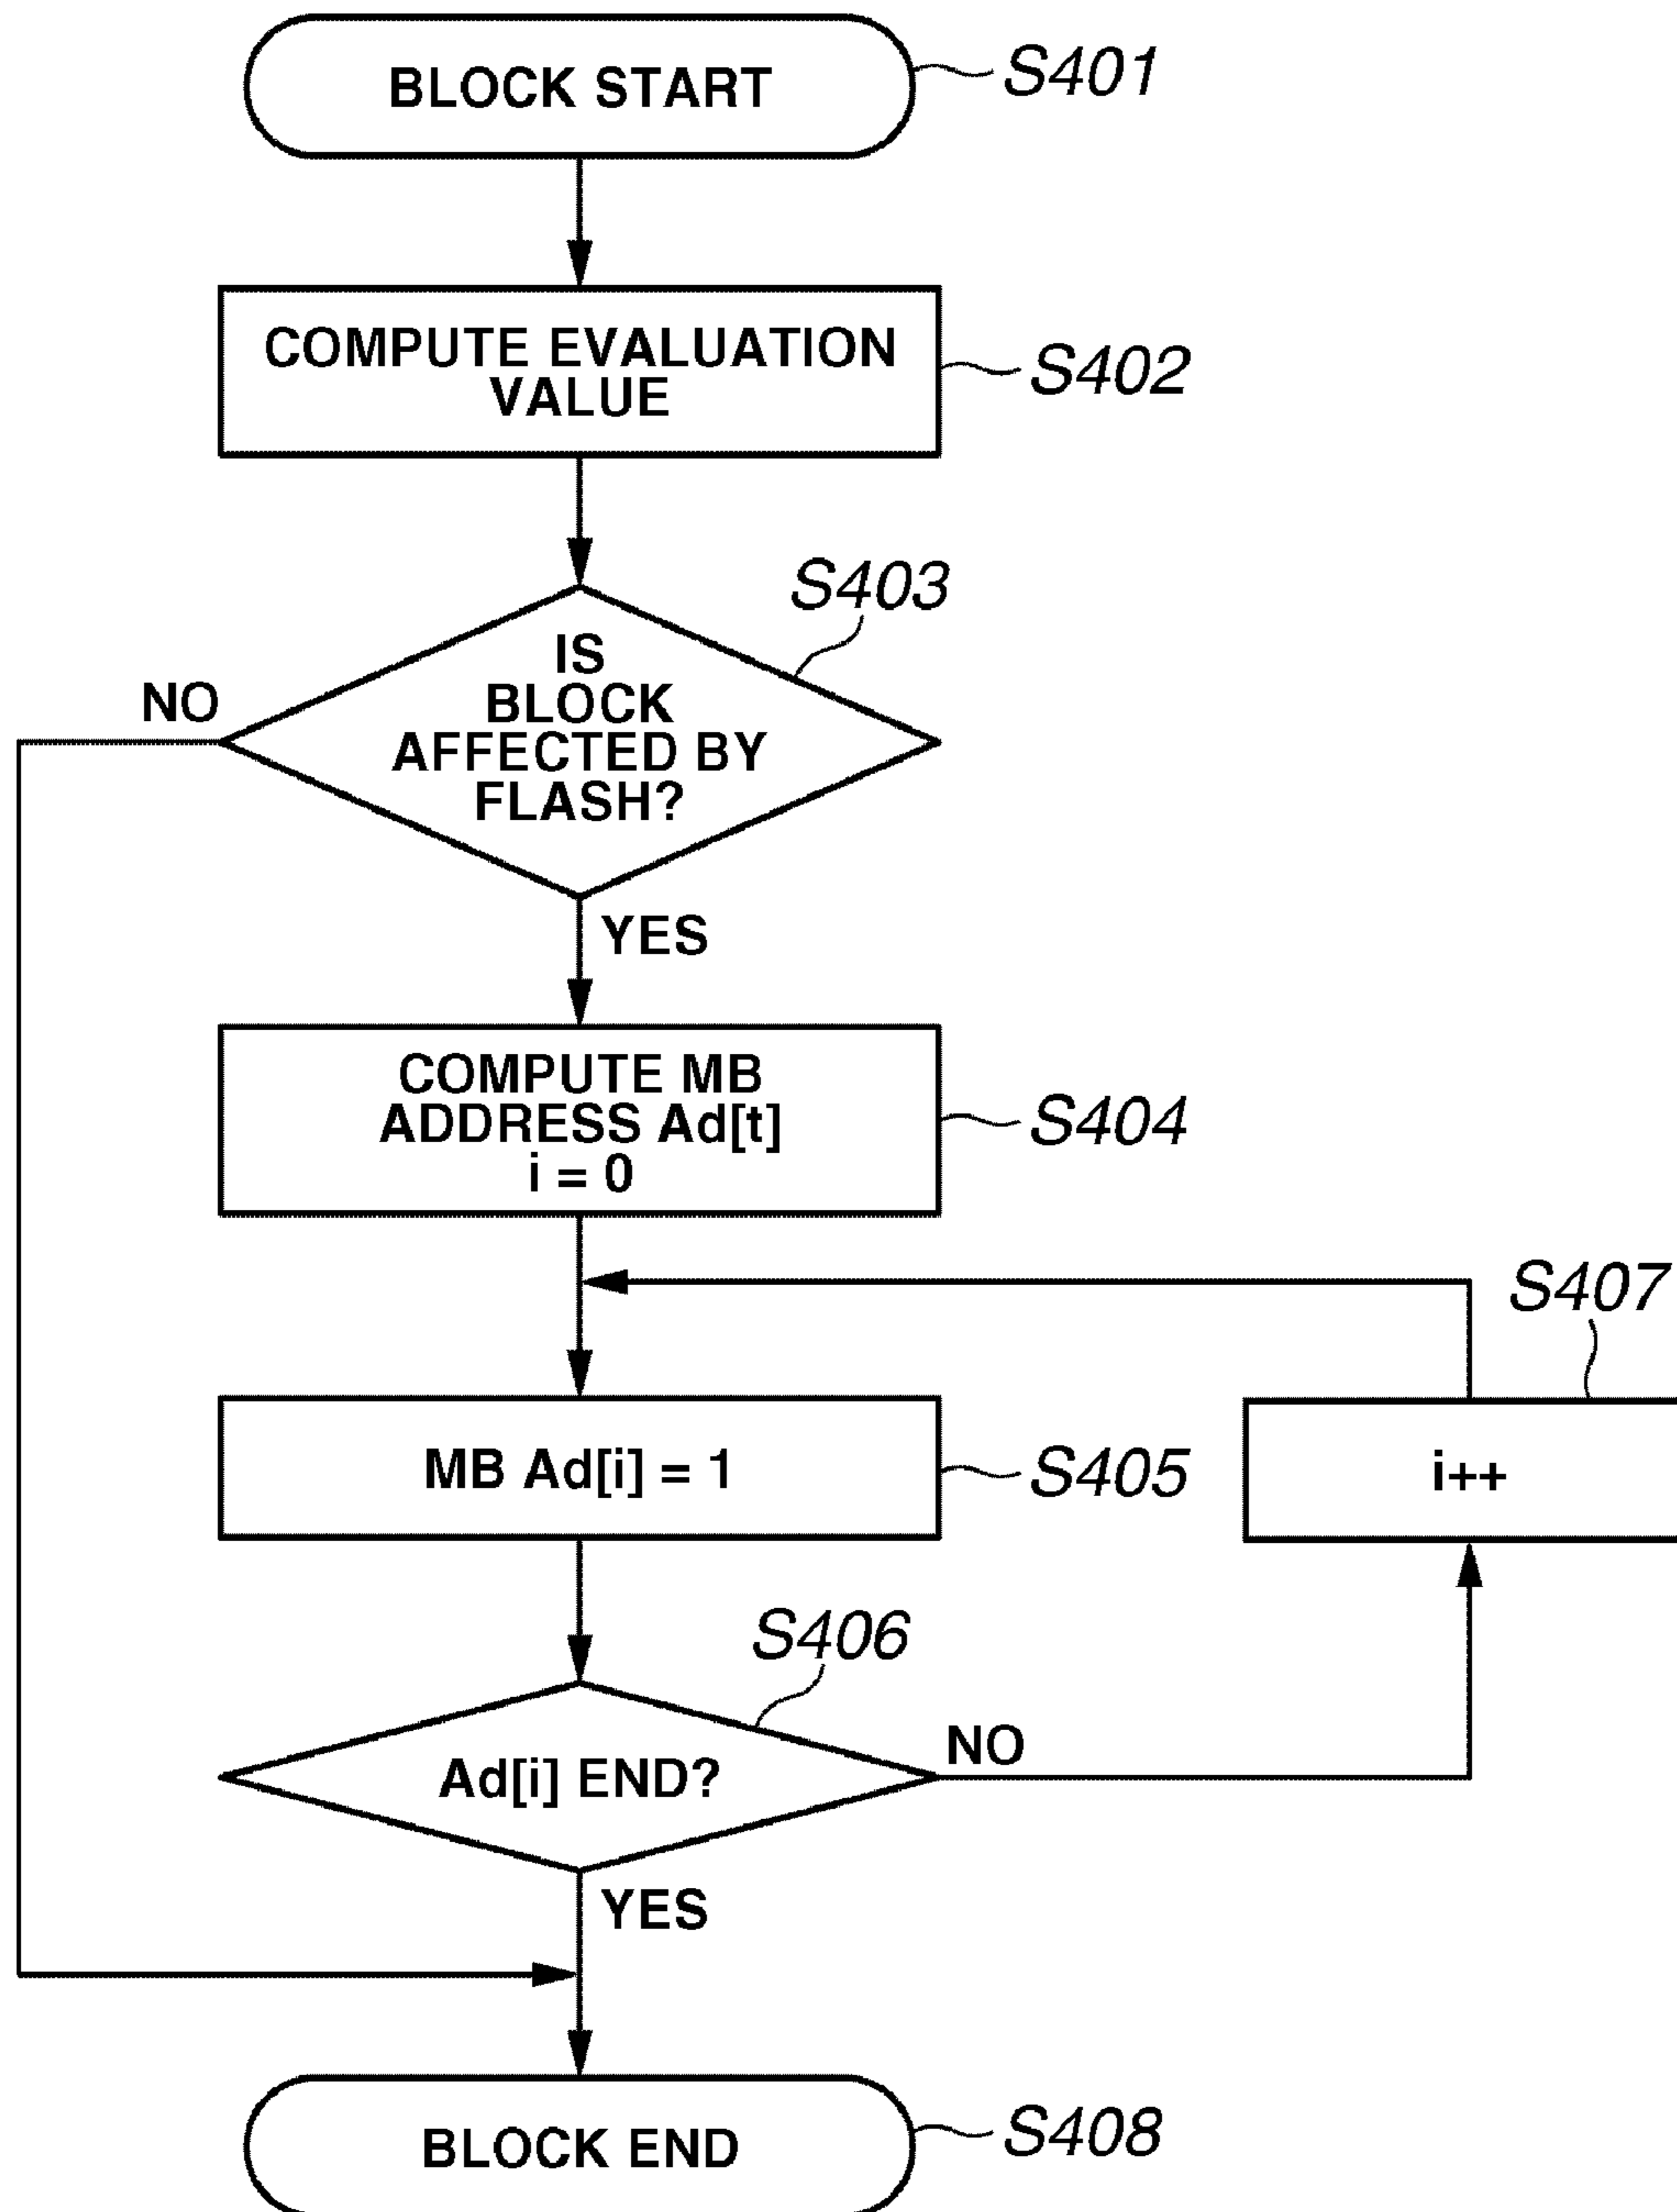 BLOCK START
S401
COMPUTE EVALUATION
VALUE
S402
S403
IS
BLOCK
AFFECTED BY
FLASH?
NO
YES
COMPUTE MB
ADDRESS Ad[t]
i = 0
S404
S407
MB Ad[i] = 1
S405
i++
S406
Ad[i] END?
NO
YES
BLOCK END
S408